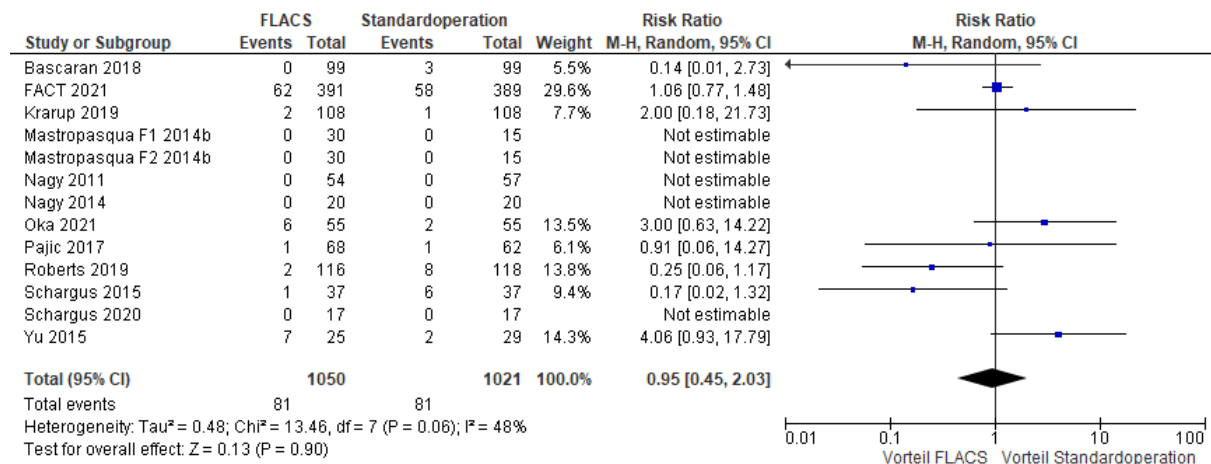 FLACS Standardoperation Risk Ratio Risk Ratio
Study or Subgroup Events Total Events Total Weight M-H, Random, 95% CI M-H, Random, 95% CI
Bascaran 2018 0 99 3 99 5.5% 0.14 [0.01, 2.73]
FACT 2021 62 391 58 389 29.6% 1.06 [0.77, 1.48]
Krarup 2019 2 108 1 108 7.7% 2.00 [0.18, 21.73]
Mastropasqua F1 2014b 0 30 0 15 Not estimable
Mastropasqua F2 2014b 0 30 0 15 Not estimable
Nagy 2011 0 54 0 57 Not estimable
Nagy 2014 0 20 0 20 Not estimable
Oka 2021 6 55 2 55 13.5% 3.00 [0.63, 14.22]
Pajic 2017 1 68 1 62 6.1% 0.91 [0.06, 14.27]
Roberts 2019 2 116 8 118 13.8% 0.25 [0.06, 1.17]
Schargus 2015 1 37 6 37 9.4% 0.17 [0.02, 1.32]
Schargus 2020 0 17 0 17 Not estimable
Yu 2015 7 25 2 29 14.3% 4.06 [0.93, 17.79]
Total (95% CI) 1050 1021 100.0% 0.95 [0.45, 2.03]
Total events 81 81
Heterogeneity: Tau² = 0.48; Chi² = 13.46, df = 7 (P = 0.06); I² = 48%
Test for overall effect: Z = 0.13 (P = 0.90)
0.01 0.1 1 10 100
Vorteil FLACS Vorteil Standardoperation